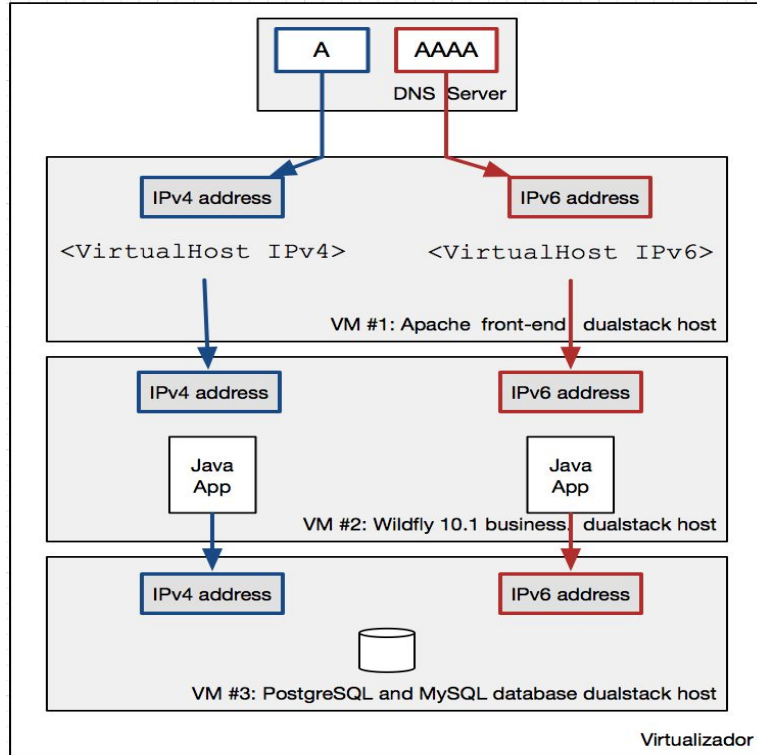 A
AAAA
DNS Server
IPv4 address
IPv6 address
<VirtualHost IPv4>
<VirtualHost IPv6>
VM #1: Apache front-end dualstack host
IPv4 address
IPv6 address
Java
App
Java
App
VM #2: Wildfly 10.1 business. dualstack host
IPv4 address
IPv6 address
VM #3: PostgreSQL and MySQL database dualstack host
Virtualizador